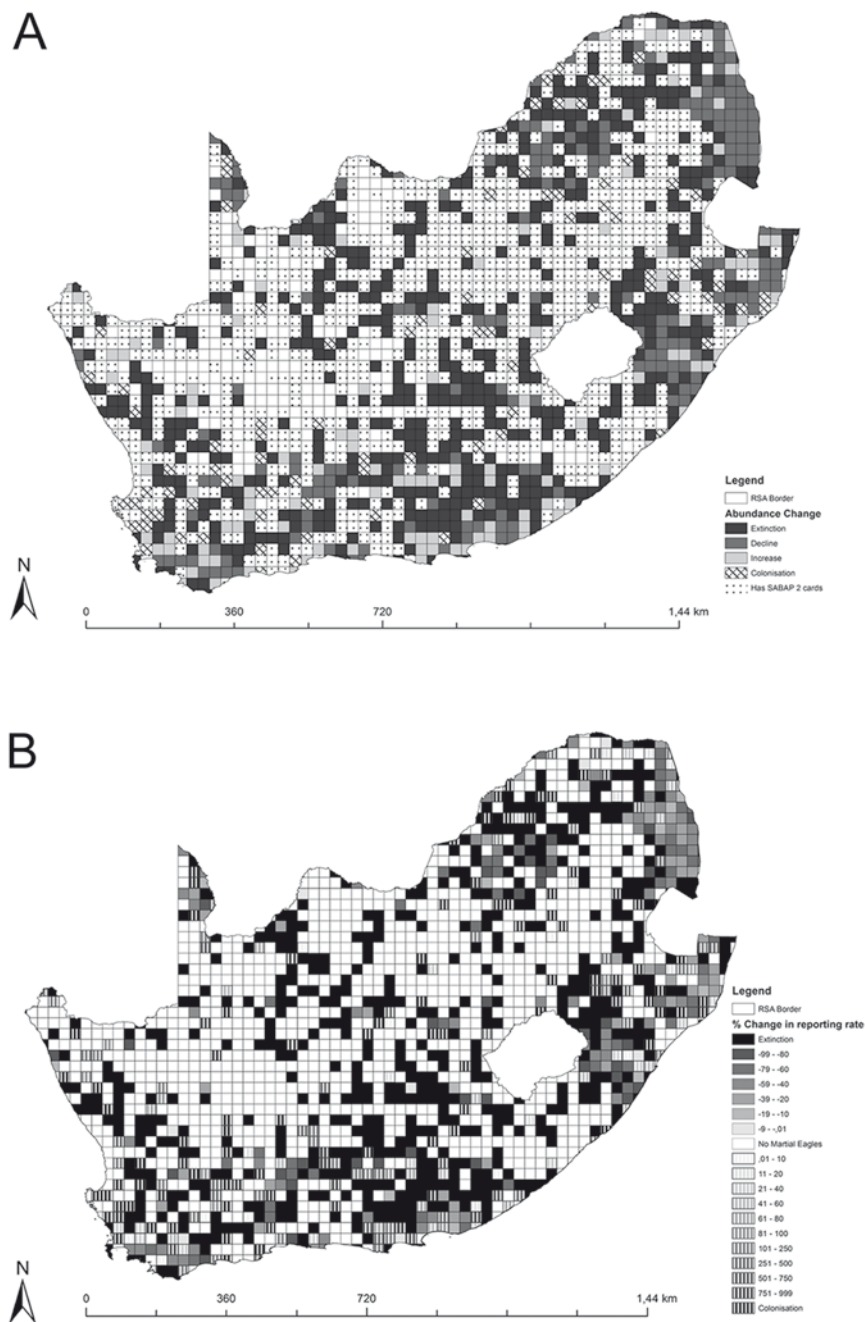 A
Legend
RSA Border
Abundance Change
Extinction
Decline
Increase
Colonisation
Has SABAP 2 cards
N
0 360 720 1,44 km
B
Legend
RSA Border
% Change in reporting rate
Extinction
-99 - -80
-79 - -60
-59 - -40
-39 - -20
-19 - -10
-9 - -,01
No Martial Eagles
,01 - 10
11 - 20
21 - 40
41 - 60
61 - 80
81 - 100
101 - 250
251 - 500
501 - 750
751 - 999
Colonisation
N
0 360 720 1,44 km